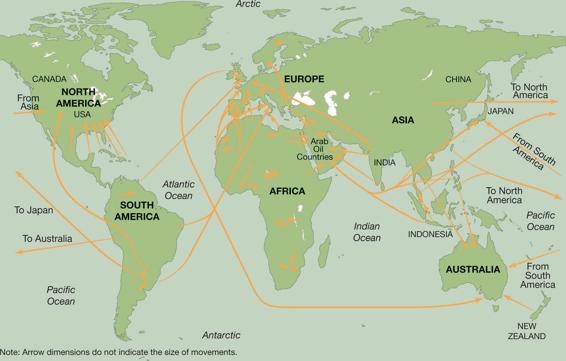 Arctic
CANADA
NORTH
AMERICA
USA
From
Asia
EUROPE
CHINA
To North
America
ASIA
JAPAN
Arab
Oil
Countries
INDIA
From South
America
Atlantic
Ocean
AFRICA
SOUTH
AMERICA
To Japan
To Australia
To North
America
Pacific
Ocean
Indian
Ocean
INDONESIA
AUSTRALIA
From
South
America
Pacific
Ocean
NEW
ZEALAND
Antarctic
Note: Arrow dimensions do not indicate the size of movements.